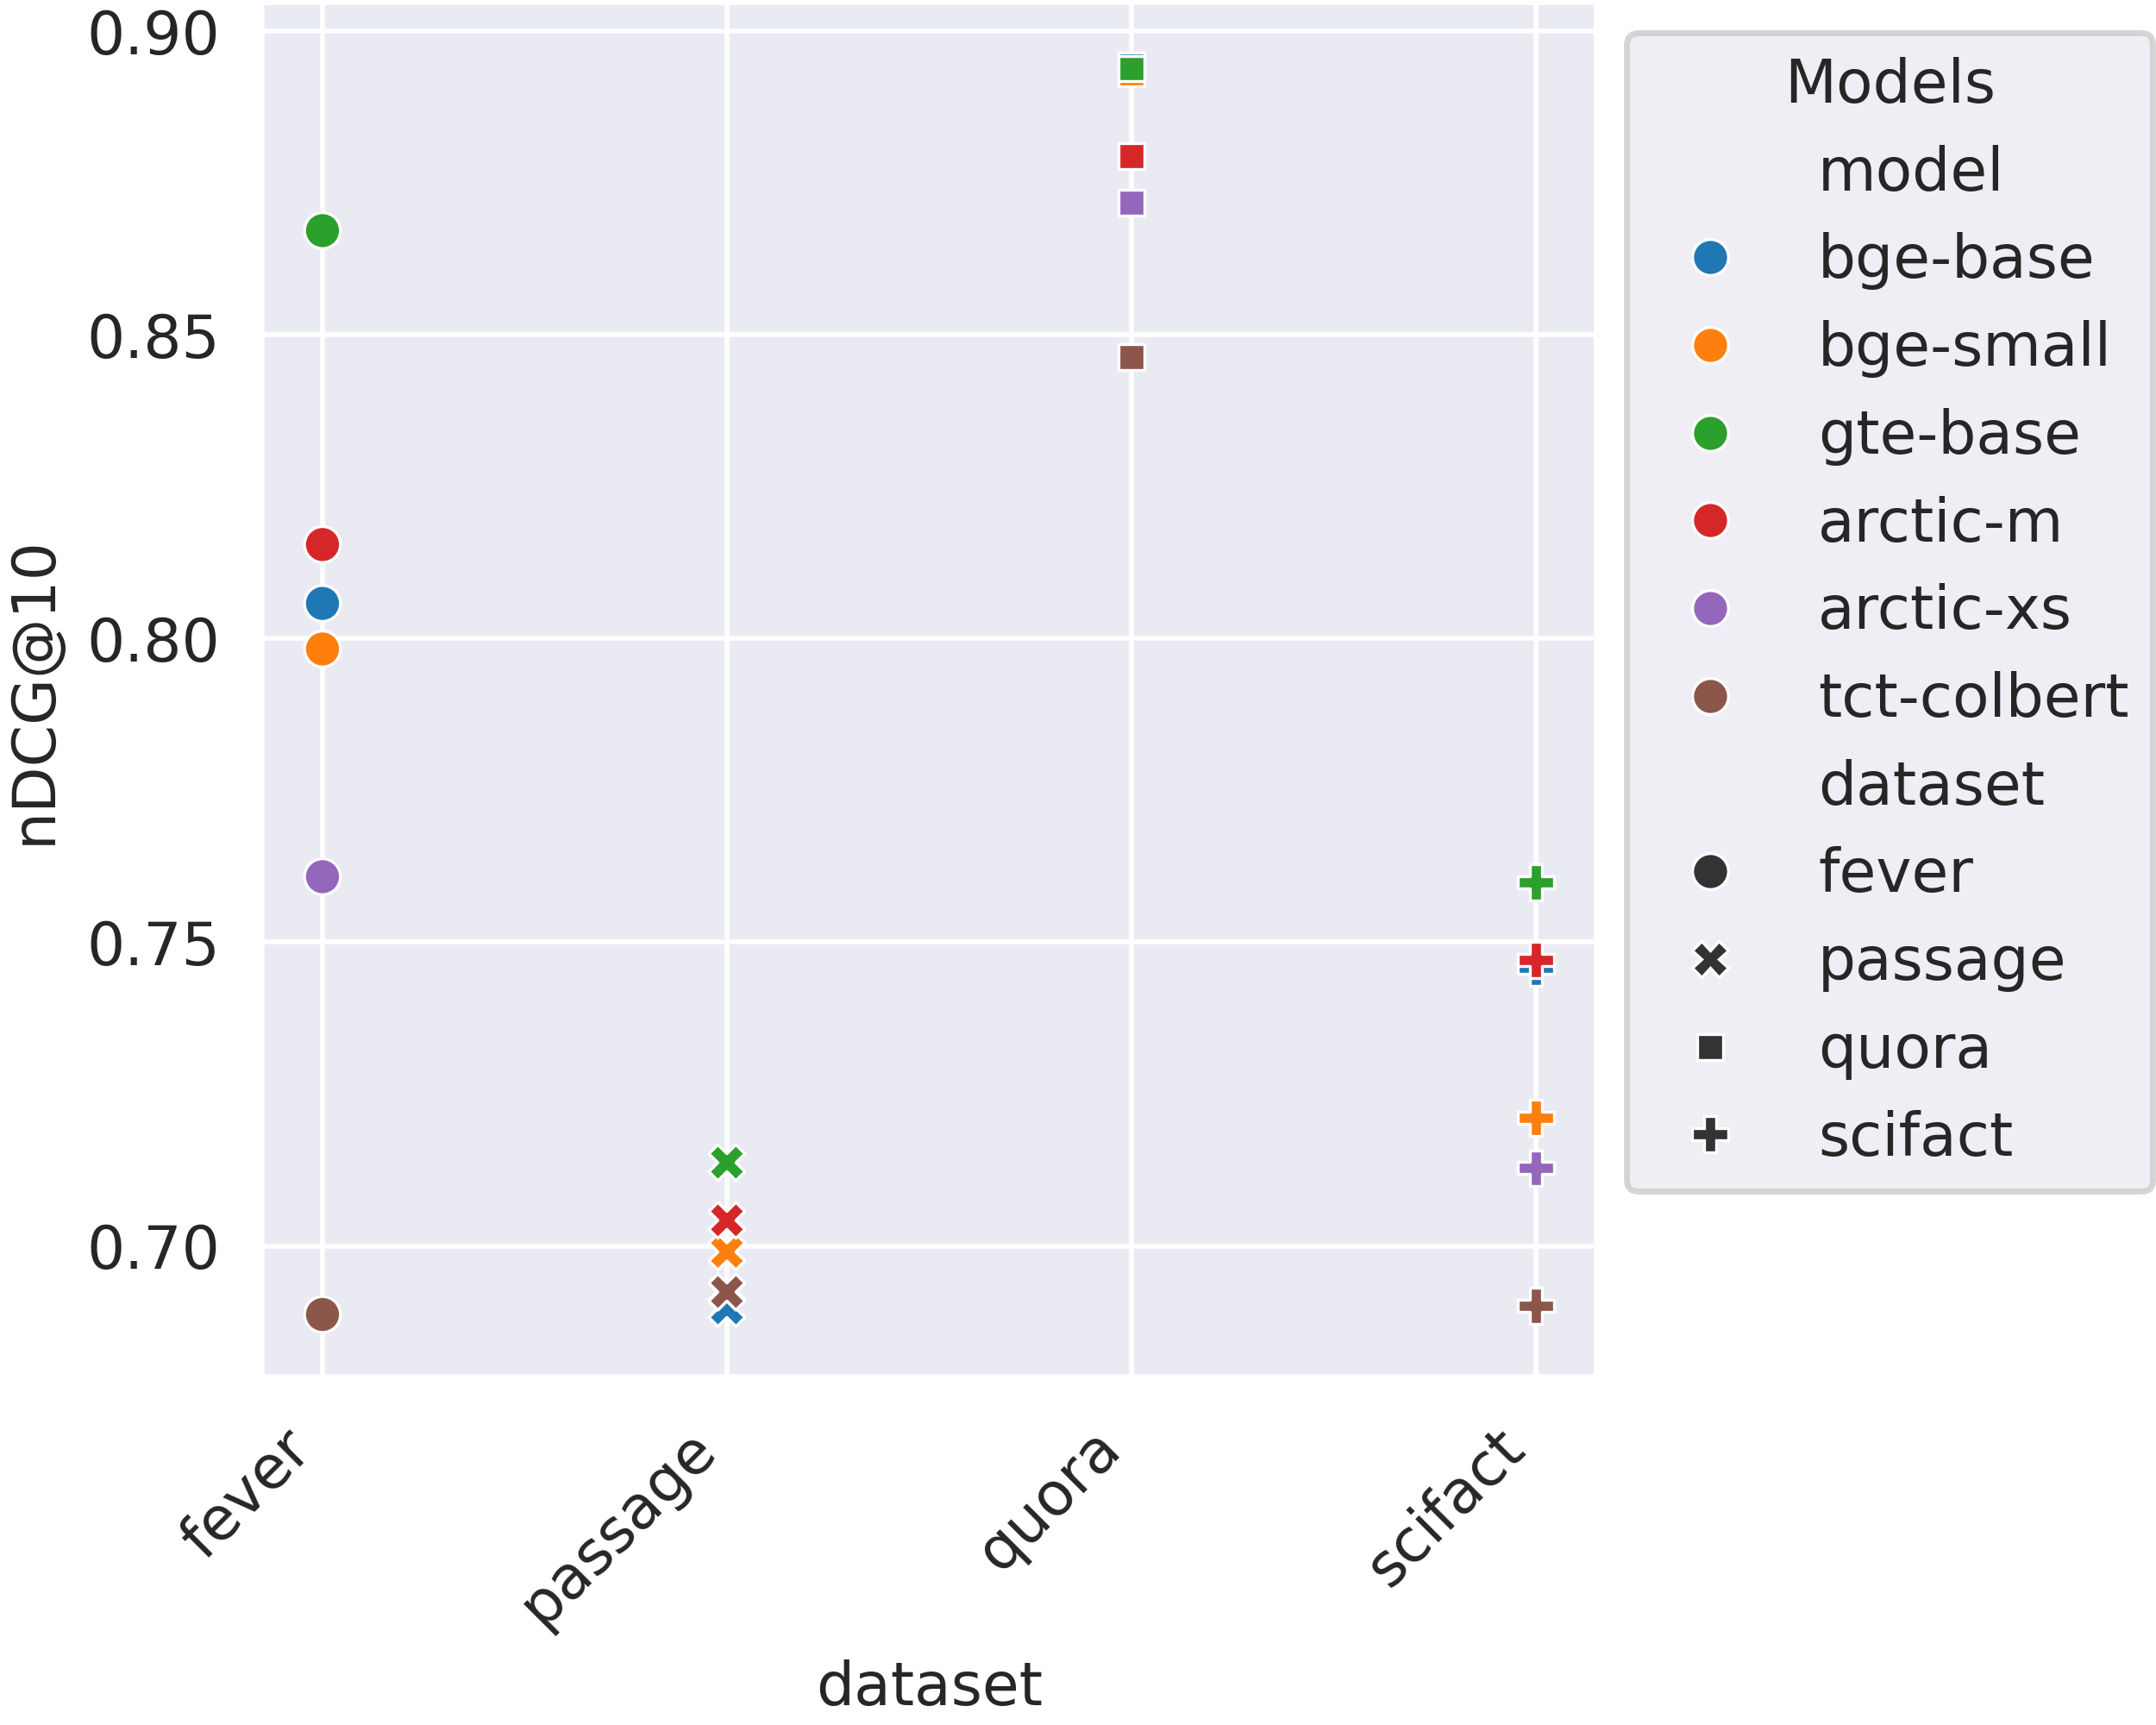 nDCG@10
0.90
0.85
0.80
0.75
0.70
fever
passage
quora
scifact
dataset
Models
model
bge-base
bge-small
gte-base
arctic-m
arctic-xs
tct-colbert
dataset
fever
passage
quora
scifact